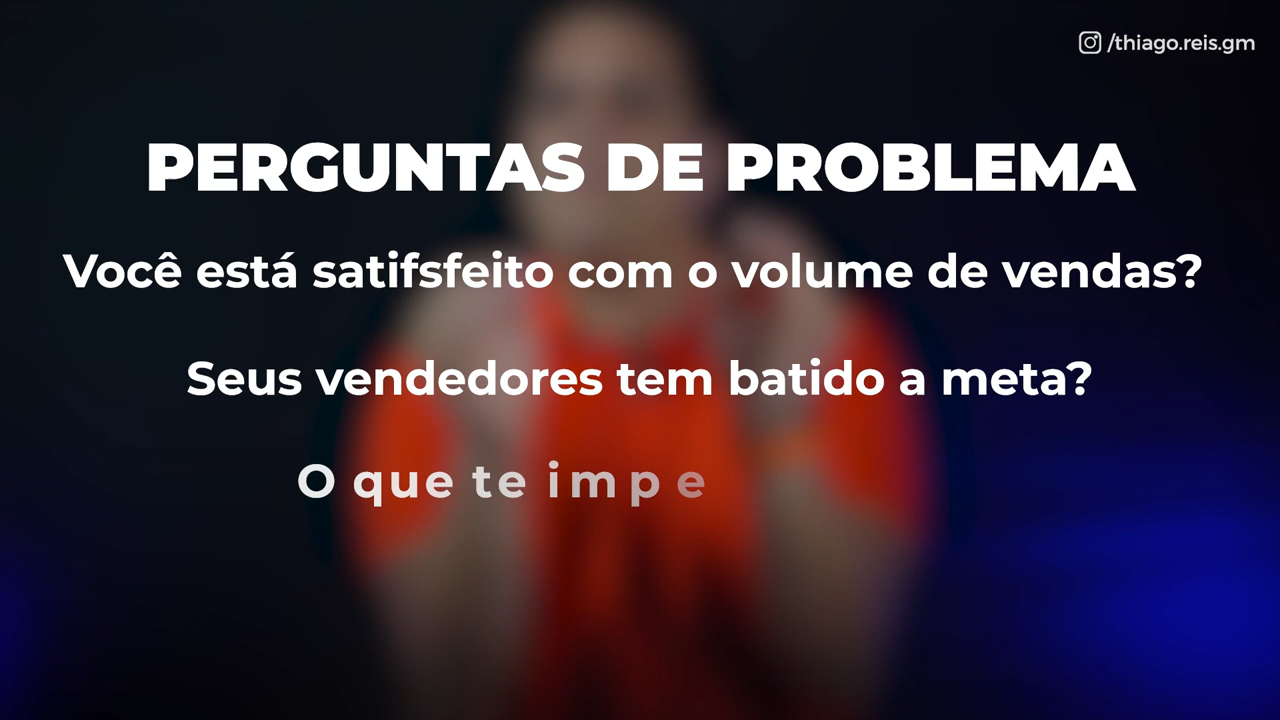 /thiago.reis.gm
PERGUNTAS DE PROBLEMA
Você está satifsfeito com o volume de vendas?
Seus vendedores tem batido a meta?
O que te impe